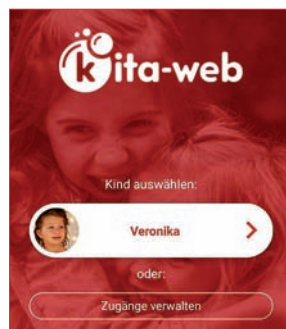 kita-web
Kind auswählen:
Veronika
oder:
Zugänge verwalten